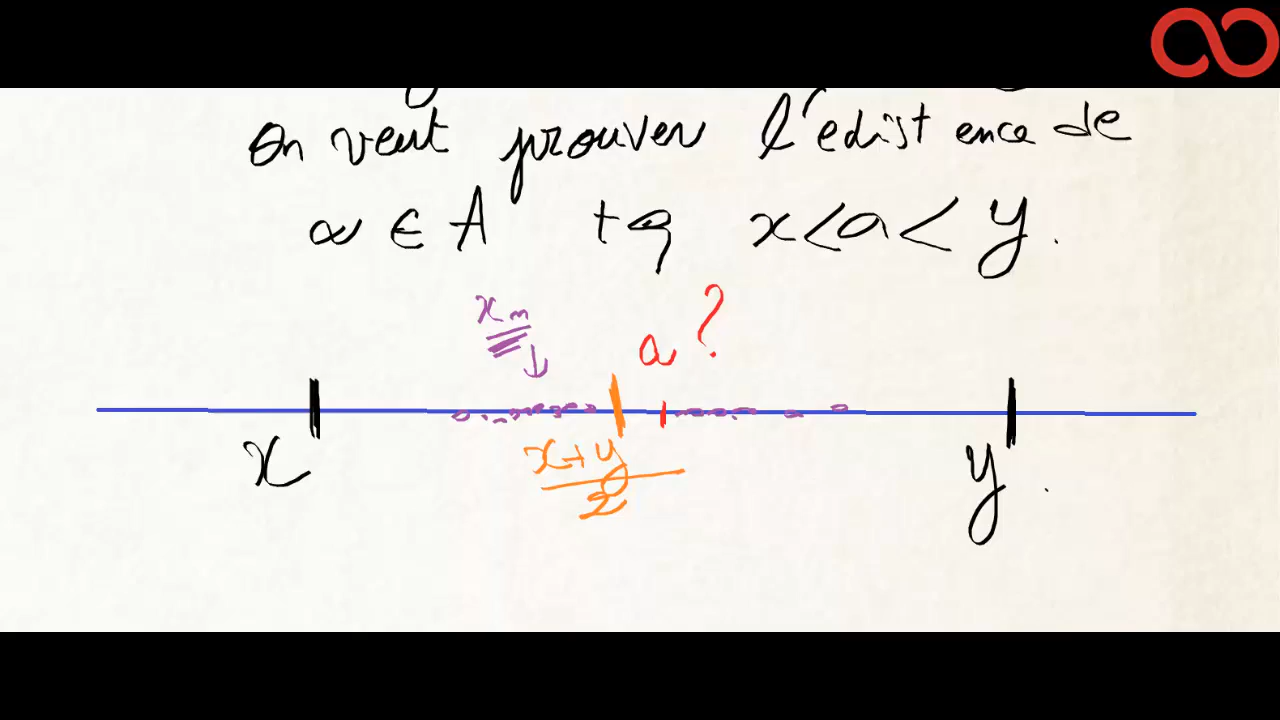 On veut prouver l'existence de
a ∈ A tq x < a < y.
xn
a ?
x
x+y
2
y.